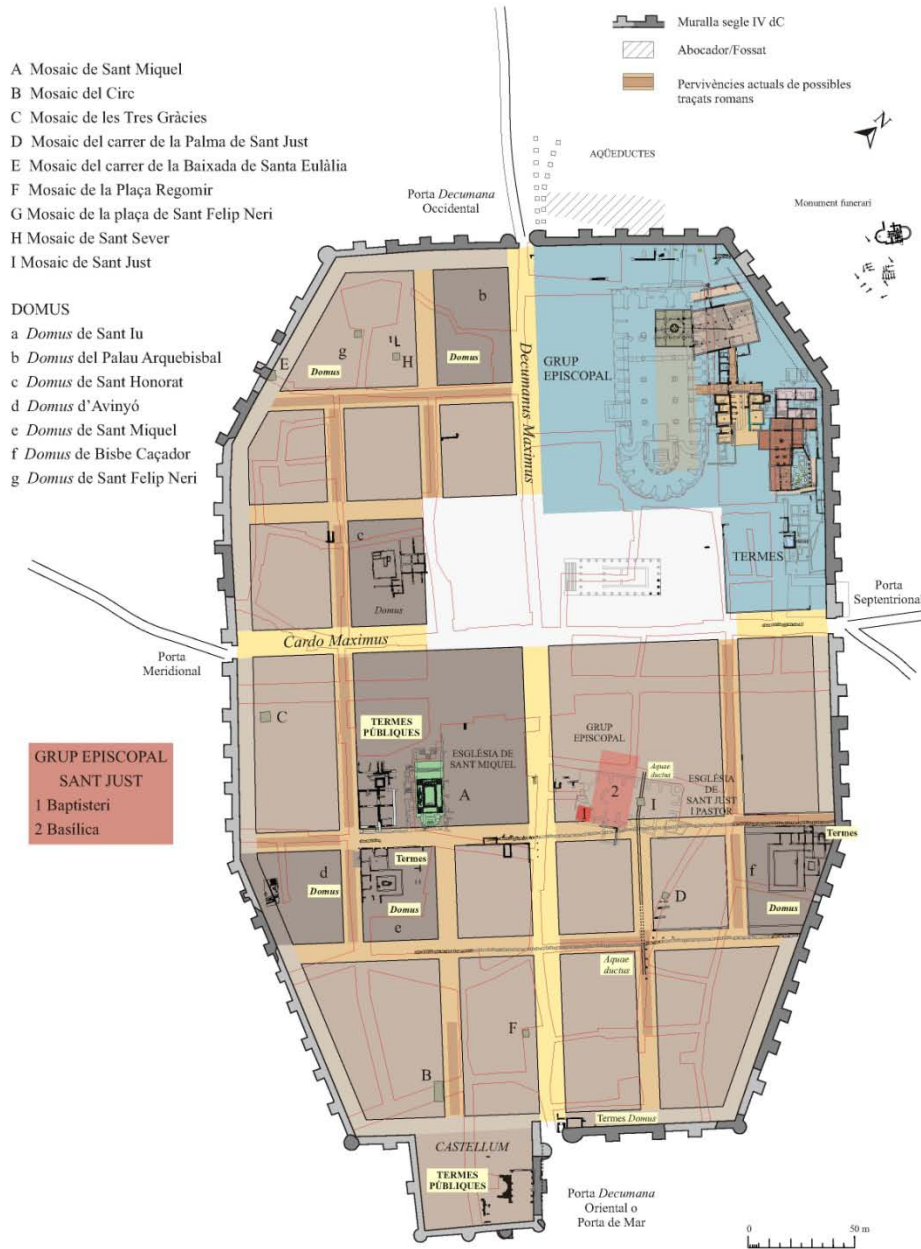 A Mosaic de Sant Miquel
B Mosaic del Circ
C Mosaic de les Tres Gràcies
D Mosaic del carrer de la Palma de Sant Just
E Mosaic del carrer de la Baixada de Santa Eulàlia
F Mosaic de la Plaça Regomir
G Mosaic de la plaça de Sant Felip Neri
H Mosaic de Sant Sever
I Mosaic de Sant Just
DOMUS
a Domus de Sant Iu
b Domus del Palau Arquebisbal
c Domus de Sant Honorat
d Domus d'Avinyó
e Domus de Sant Miquel
f Domus de Bisbe Caçador
g Domus de Sant Felip Neri
Muralla segle IV dC
Abocador/Fossat
Pervivències actuals de possibles
traçats romans
N
AQÜEDUCTES
Monument funerari
Porta Decumana
Occidental
b
Domus
g
H
E
Domus
Decumanus Maximus
GRUP
EPISCOPAL
c
Domus
TERMES
Porta
Septentrional
Cardo Maximus
Porta
Meridional
C
TERMES
PÚBLIQUES
ESGLÉSIA DE
SANT MIQUEL
A
GRUP
EPISCOPAL
Aquae
ductus
2
1
I
ESGLÉSIA
DE
SANT JUST
I PASTOR
GRUP EPISCOPAL
SANT JUST
1 Baptisteri
2 Basílica
Termes
Termes
d
Domus
Domus
e
D
f
Domus
Aquae
ductus
F
B
Termes Domus
CASTELLUM
TERMES
PÚBLIQUES
Porta Decumana
Oriental o
Porta de Mar
0
50 m